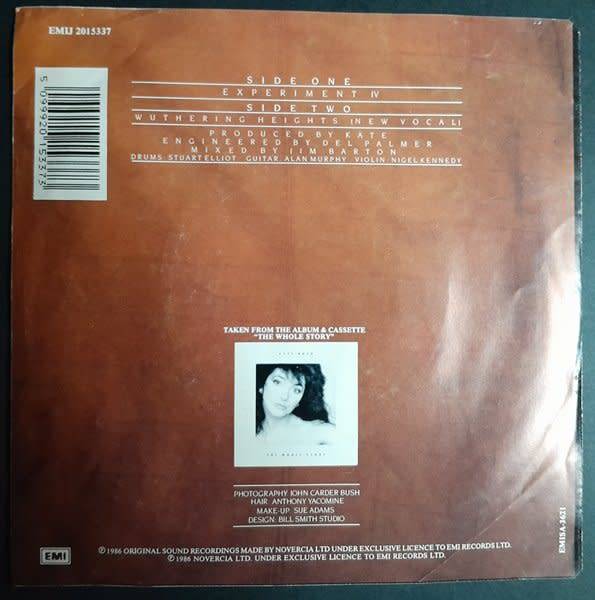 EMIJ 2015337
5 099920 153373
SIDE ONE
EXPERIMENT IV
SIDE TWO
WUTHERING HEIGHTS (NEW VOCAL)
PRODUCED BY KATE
ENGINEERED BY DEL PALMER
MIXED BY JIM BARTON
DRUMS: STUART ELLIOT GUITAR: ALAN MURPHY VIOLIN: NIGEL KENNEDY
TAKEN FROM THE ALBUM & CASSETTE
"THE WHOLE STORY"
KATE BUSH
THE WHOLE STORY
PHOTOGRAPHY: JOHN CARDER BUSH
HAIR: ANTHONY YACOMINE
MAKE-UP: SUE ADAMS
DESIGN: BILL SMITH STUDIO
EMI
℗ 1986 ORIGINAL SOUND RECORDINGS MADE BY NOVERCIA LTD UNDER EXCLUSIVE LICENCE TO EMI RECORDS LTD.
℗ 1986 NOVERCIA LTD. UNDER EXCLUSIVE LICENCE TO EMI RECORDS LTD.
EMISA-3621